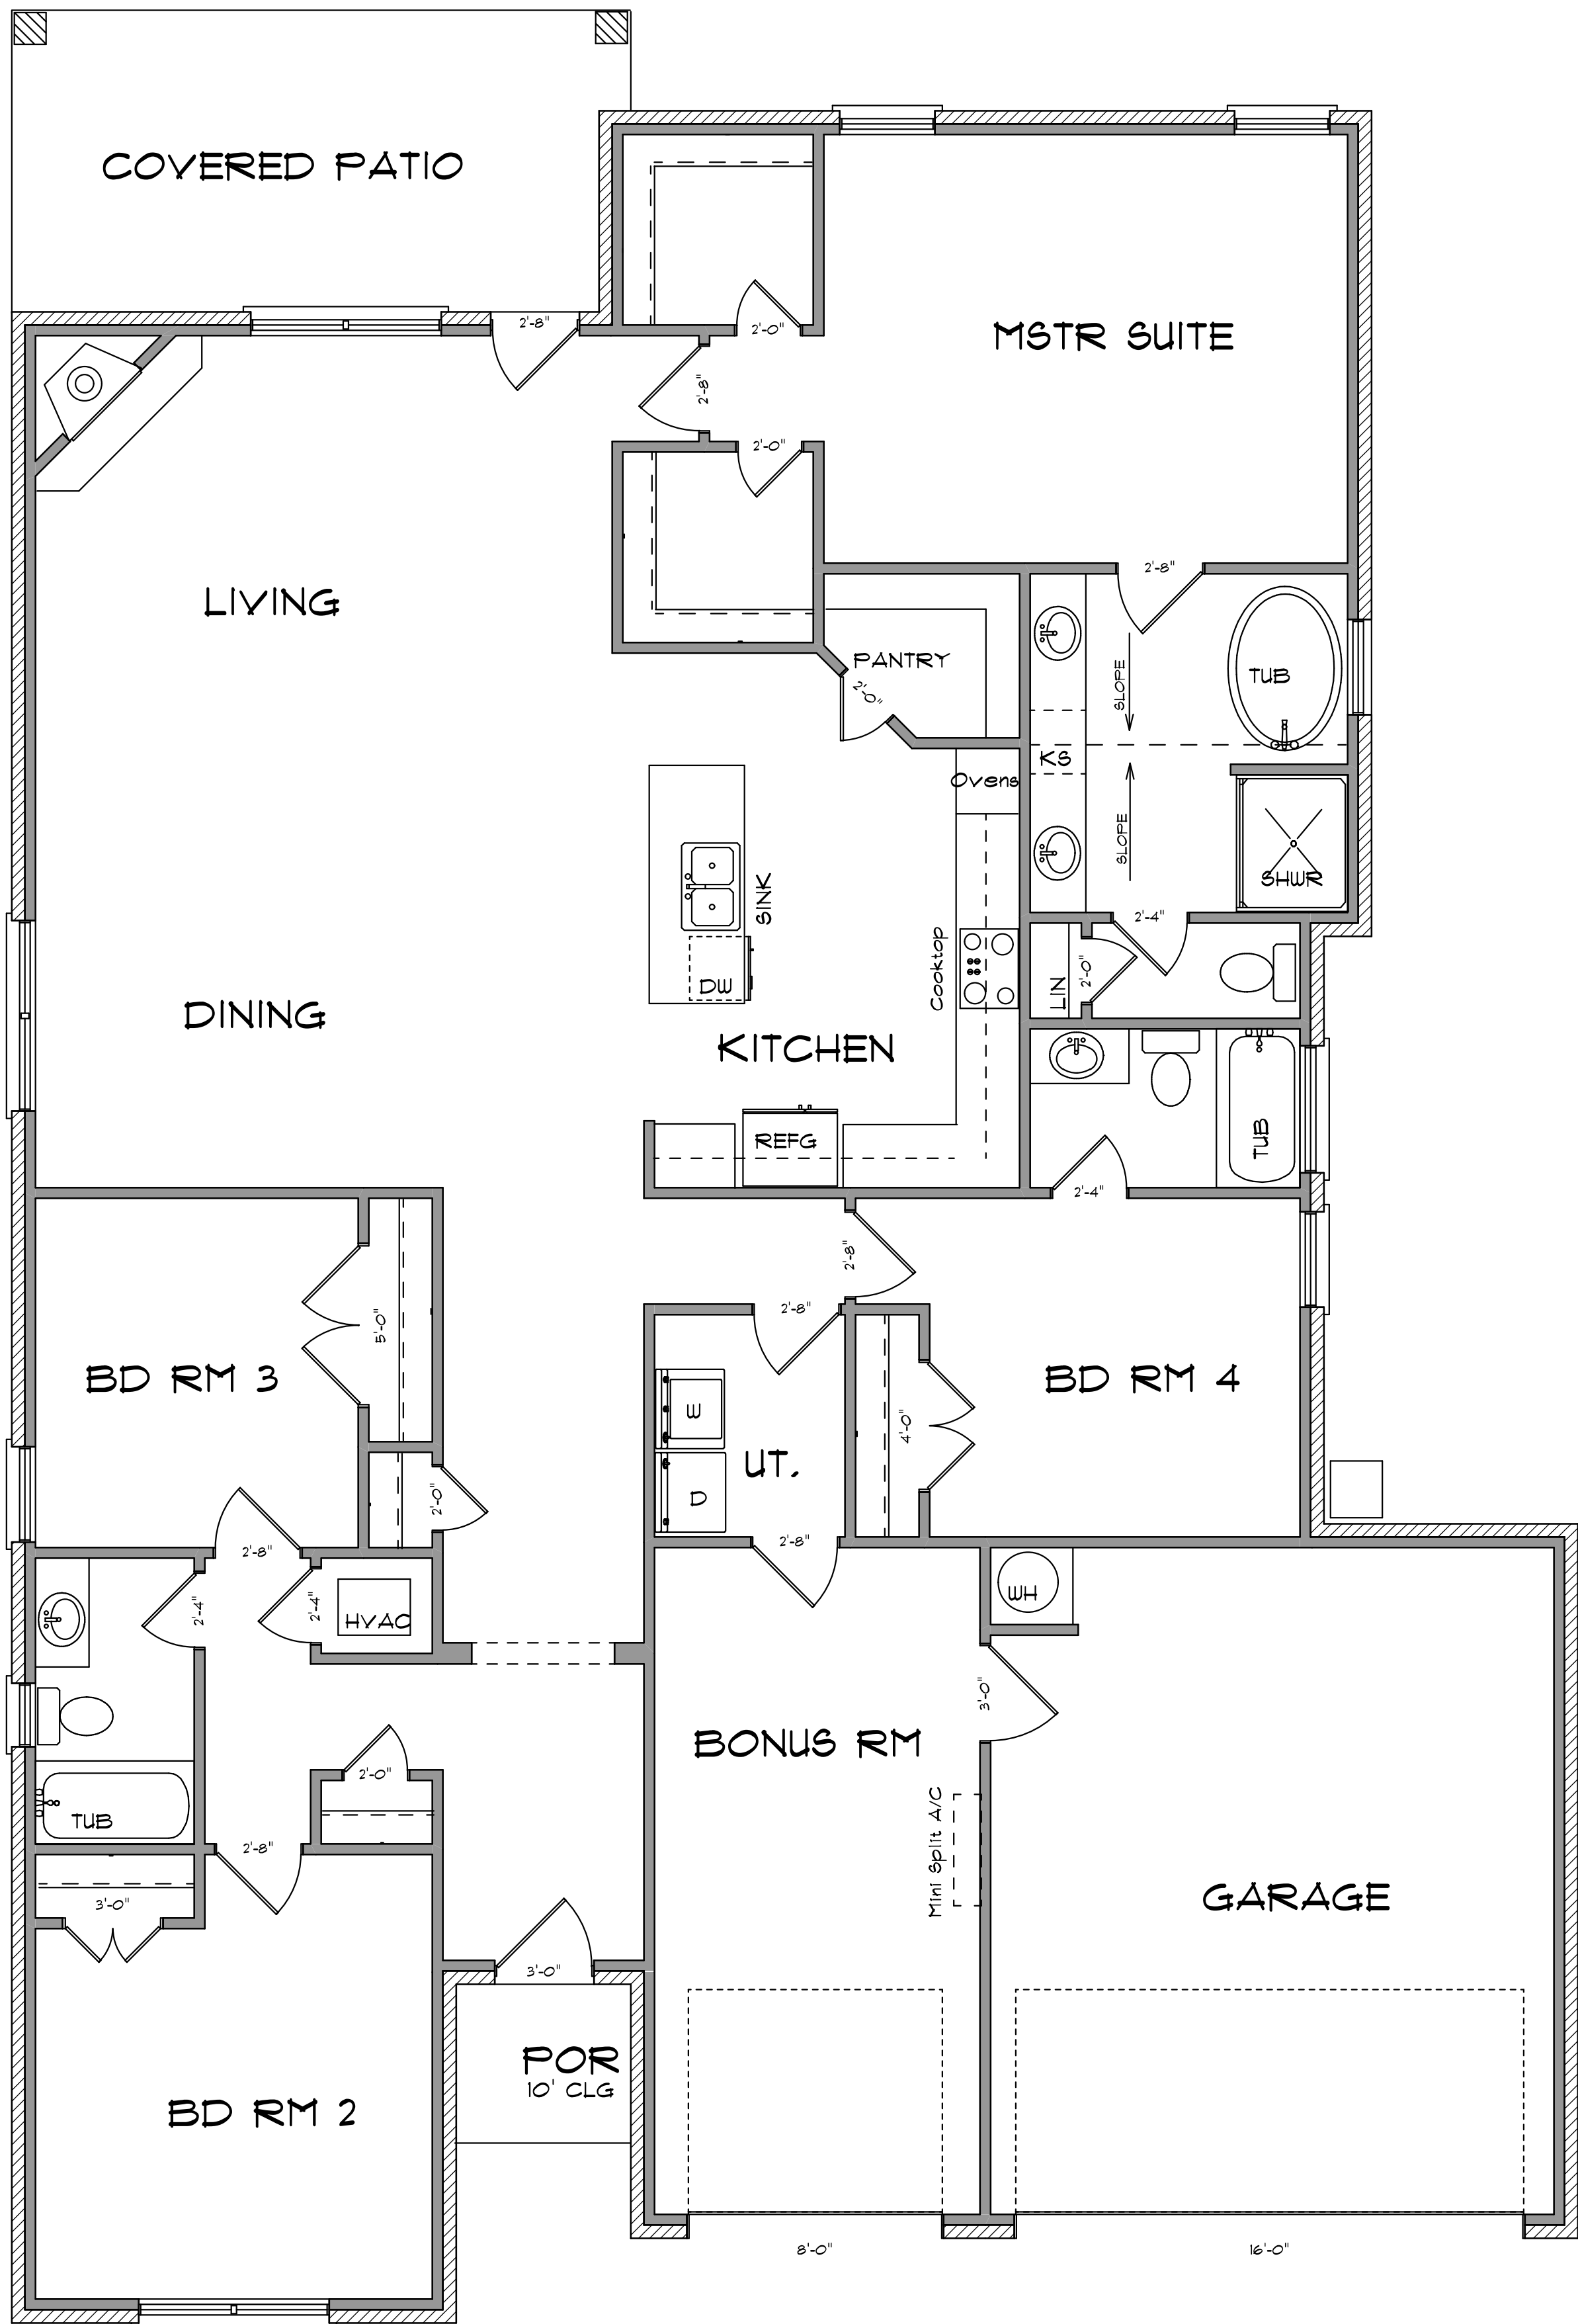 COVERED PATIO
2'-8"
2'-0"
MSTR SUITE
2'-8"
2'-0"
2'-8"
LIVING
PANTRY
2'-0"
SLOPE
TUB
KS
Ovens
SLOPE
SHWR
SINK
2'-4"
Cooktop
LIN
2'-0"
DW
DINING
KITCHEN
REFG
TUB
2'-4"
2'-8"
2'-8"
5'-0"
BD RM 3
BD RM 4
W
4'-0"
UT.
D
2'-0"
2'-8"
2'-8"
WH
2'-4"
2'-4"
HVAC
3'-0"
BONUS RM
2'-0"
TUB
2'-8"
Mini Split A/C
3'-0"
GARAGE
3'-0"
POR
10' CLG
BD RM 2
8'-0"
16'-0"